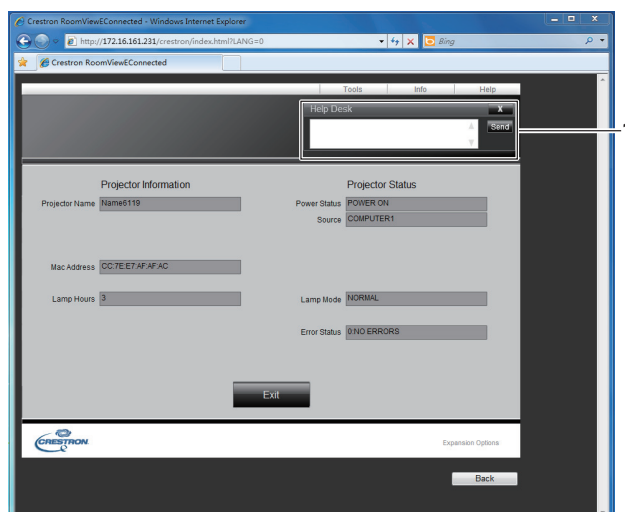 Crestron RoomViewEConnected - Windows Internet Explorer
http://172.16.161.231/crestron/index.html?LANG=0
Bing
Crestron RoomViewEConnected
Tools Info Help
Help Desk X
Send
1
Projector Information Projector Status
Projector Name Name6119 Power Status POWER ON
Source COMPUTER1
Mac Address CC:7E:E7:AF:AF:AC
Lamp Hours 3 Lamp Mode NORMAL
Error Status 0:NO ERRORS
Exit
CRESTRON Expansion Options
Back